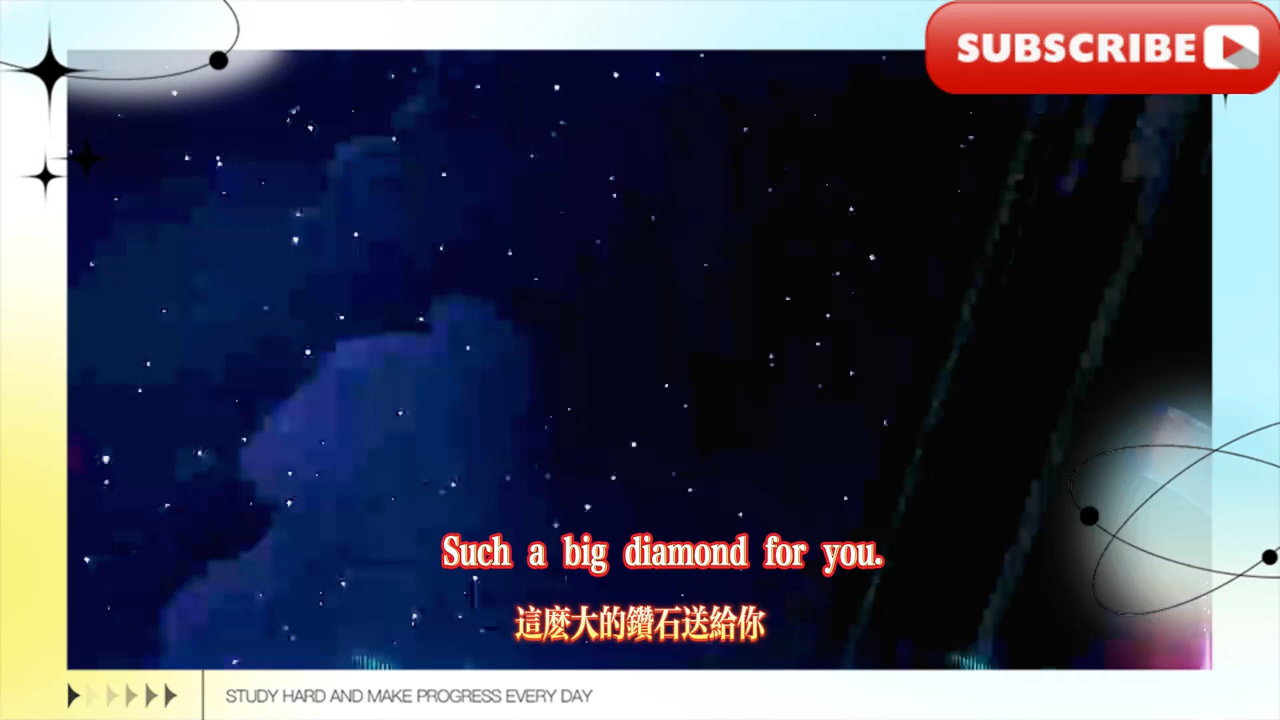 SUBSCRIBE
Such a big diamond for you.
這麼大的鑽石送給你
STUDY HARD AND MAKE PROGRESS EVERY DAY